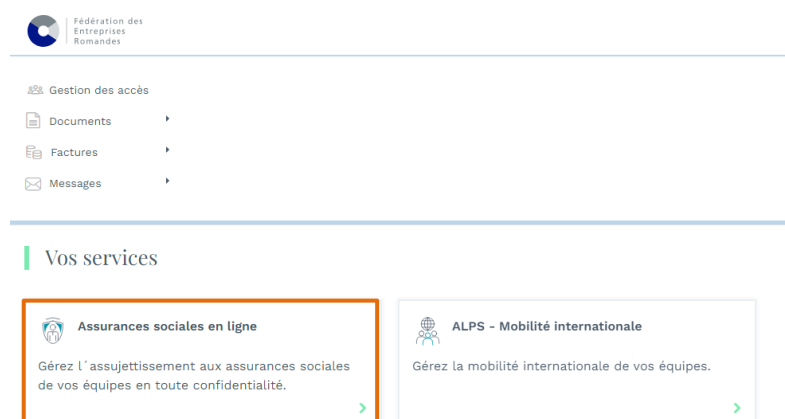 Fédération des
Entreprises
Romandes
Gestion des accès
Documents
Factures
Messages
Vos services
Assurances sociales en ligne
Gérez l´assujettissement aux assurances sociales
de vos équipes en toute confidentialité.
ALPS - Mobilité internationale
Gérez la mobilité internationale de vos équipes.